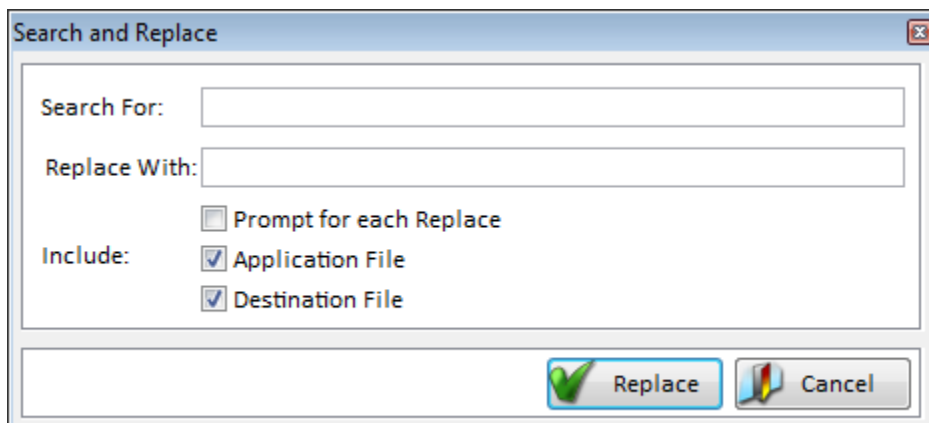 Search and Replace
Search For:
Replace With:
Prompt for each Replace
Include:
Application File
Destination File
Replace
Cancel